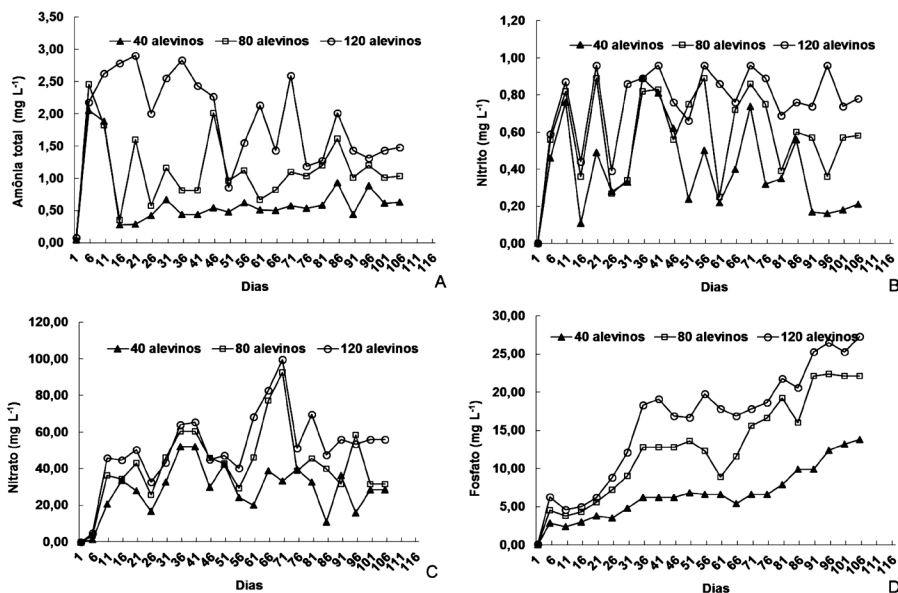 3,50
3,00
2,50
2,00
1,50
1,00
0,50
0,00
Amônia total (mg L-1)
40 alevinos 80 alevinos 120 alevinos
1 6 11 16 21 26 31 36 41 46 51 56 61 66 71 76 81 86 91 96 101 106 111 116
Dias
A
1,20
1,00
0,80
0,60
0,40
0,20
0,00
Nitrito (mg L-1)
40 alevinos 80 alevinos 120 alevinos
1 6 11 16 21 26 31 36 41 46 51 56 61 66 71 76 81 86 91 96 101 106 111 116
Dias
B
120,00
100,00
80,00
60,00
40,00
20,00
0,00
Nitrato (mg L-1)
40 alevinos 80 alevinos 120 alevinos
1 6 11 16 21 26 31 36 41 46 51 56 61 66 71 76 81 86 91 96 101 106 111 116
Dias
C
30,00
25,00
20,00
15,00
10,00
5,00
0,00
Fosfato (mg L-1)
40 alevinos 80 alevinos 120 alevinos
1 6 11 16 21 26 31 36 41 46 51 56 61 66 71 76 81 86 91 96 101 106 111 116
Dias
D